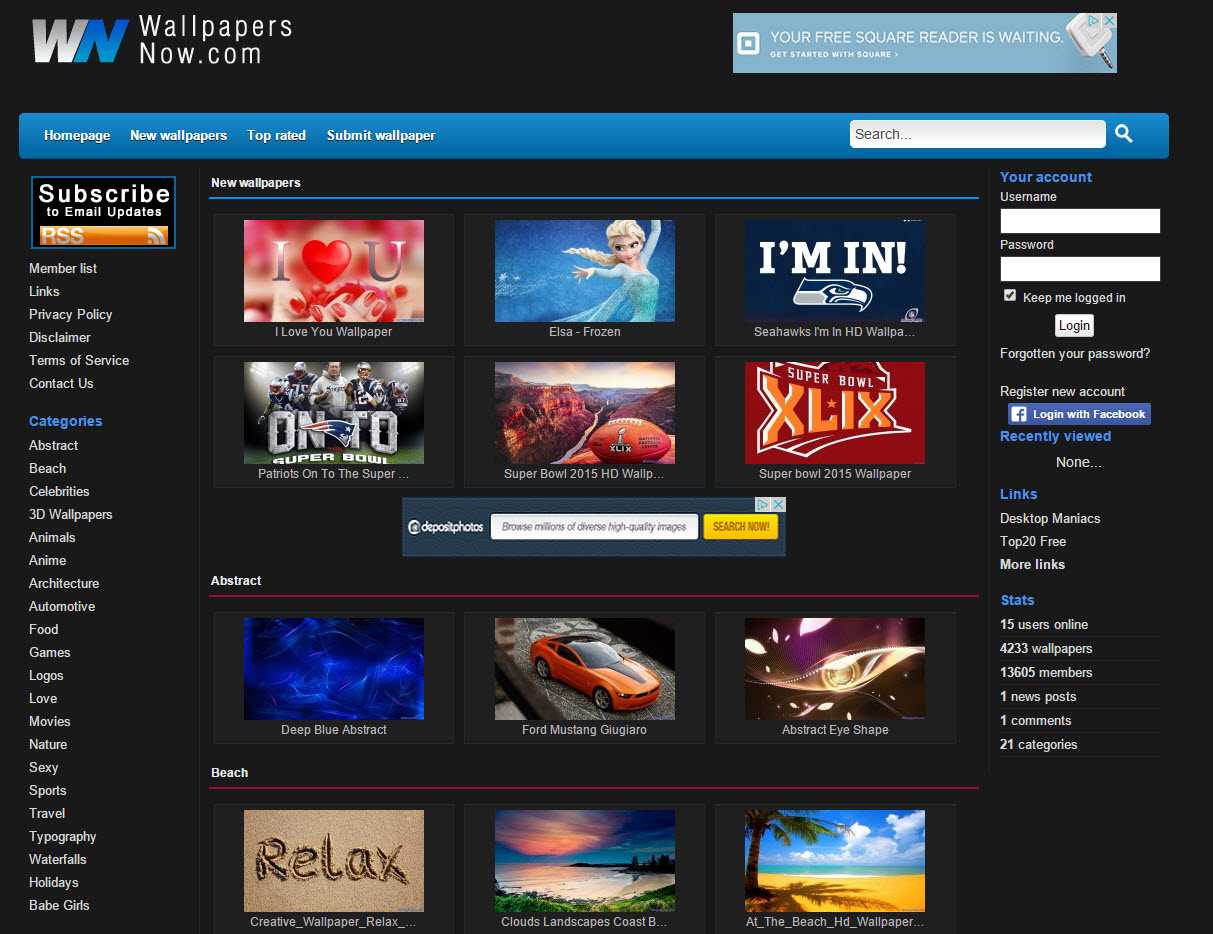 WN Wallpapers
Now.com
YOUR FREE SQUARE READER IS WAITING.
GET STARTED WITH SQUARE >
Homepage New wallpapers Top rated Submit wallpaper Search...
Subscribe
to Email Updates
RSS
Member list
Links
Privacy Policy
Disclaimer
Terms of Service
Contact Us
Categories
Abstract
Beach
Celebrities
3D Wallpapers
Animals
Anime
Architecture
Automotive
Food
Games
Logos
Love
Movies
Nature
Sexy
Sports
Travel
Typography
Waterfalls
Holidays
Babe Girls
New wallpapers
I U
I Love You Wallpaper
Elsa - Frozen
I'M IN!
Seahawks I'm In HD Wallpa...
ON TO
SUPER BOWL
Patriots On To The Super ...
XLIX
Super Bowl 2015 HD Wallp...
SUPER BOWL
XLIX
Super bowl 2015 Wallpaper
depositphotos Browse millions of diverse high-quality images SEARCH NOW!
Abstract
Deep Blue Abstract
Ford Mustang Giugiaro
Abstract Eye Shape
Beach
Relax
Creative_Wallpaper_Relax_...
Clouds Landscapes Coast B...
At_The_Beach_Hd_Wallpaper...
Your account
Username
Password
Keep me logged in
Login
Forgotten your password?
Register new account
Login with Facebook
Recently viewed
None...
Links
Desktop Maniacs
Top20 Free
More links
Stats
15 users online
4233 wallpapers
13605 members
1 news posts
1 comments
21 categories